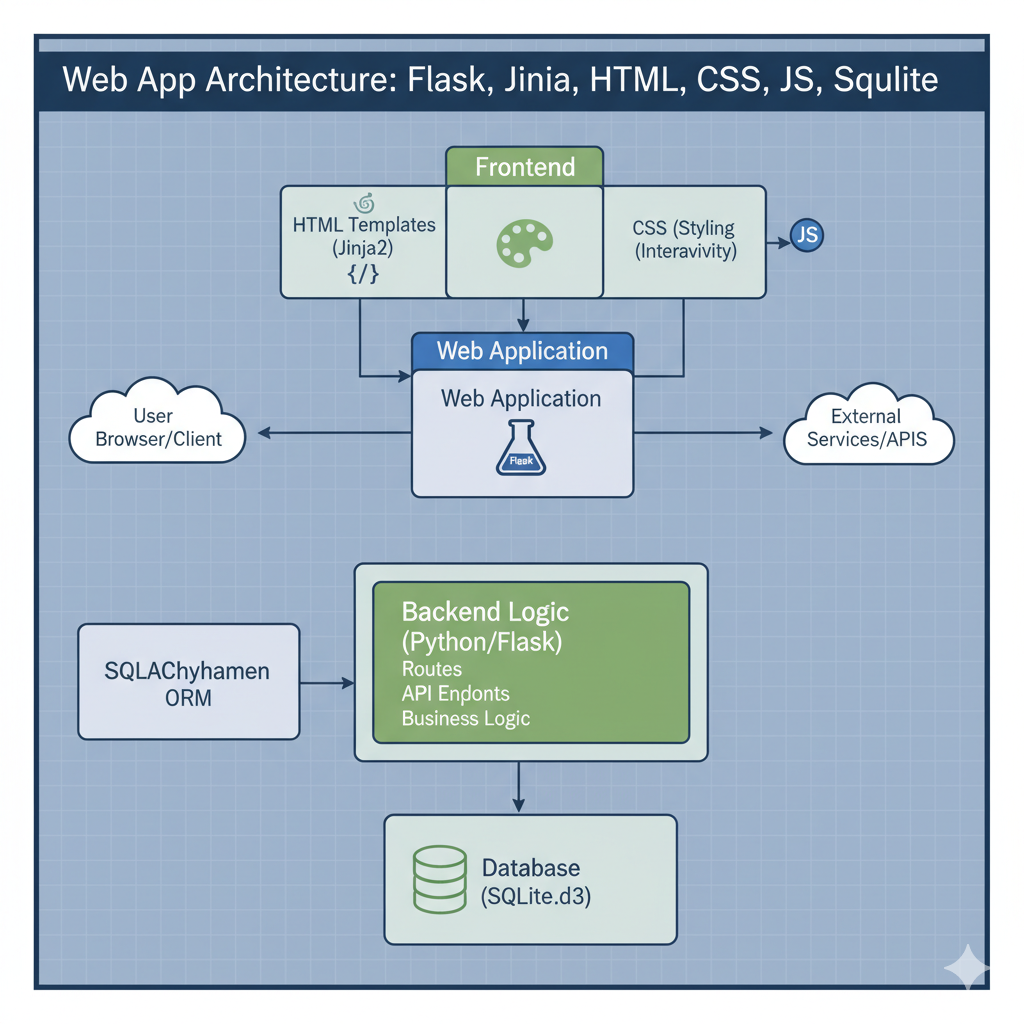 Web App Architecture: Flask, Jinia, HTML, CSS, JS, Squlite
Frontend
HTML Templates
(Jinja2)
{/}
CSS (Styling
(Interavivity)
JS
Web Application
Web Application
Flesk
User
Browser/Client
External
Services/APIS
Backend Logic
(Python/Flask)
Routes
API Endponts
Business Logic
SQLAChyhamen
ORM
Database
(SQLite.d3)